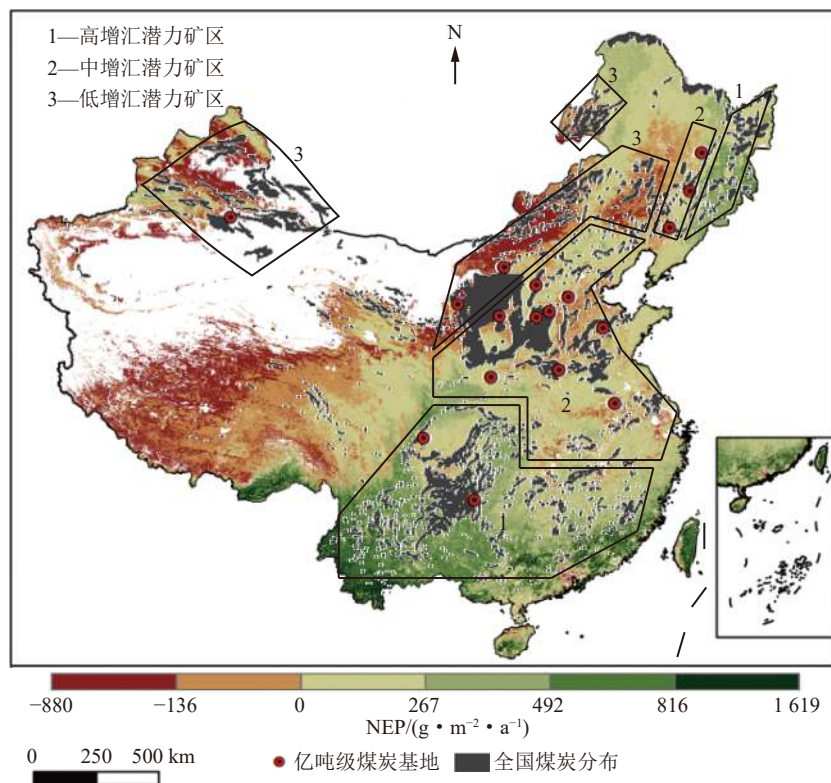 1—高增汇潜力矿区
2—中增汇潜力矿区
3—低增汇潜力矿区
N
3
1
2
3
3
2
1
−880 −136 0 267 492 816 1 619
NEP/(g·m⁻²·a⁻¹)
0 250 500 km
亿吨级煤炭基地 全国煤炭分布